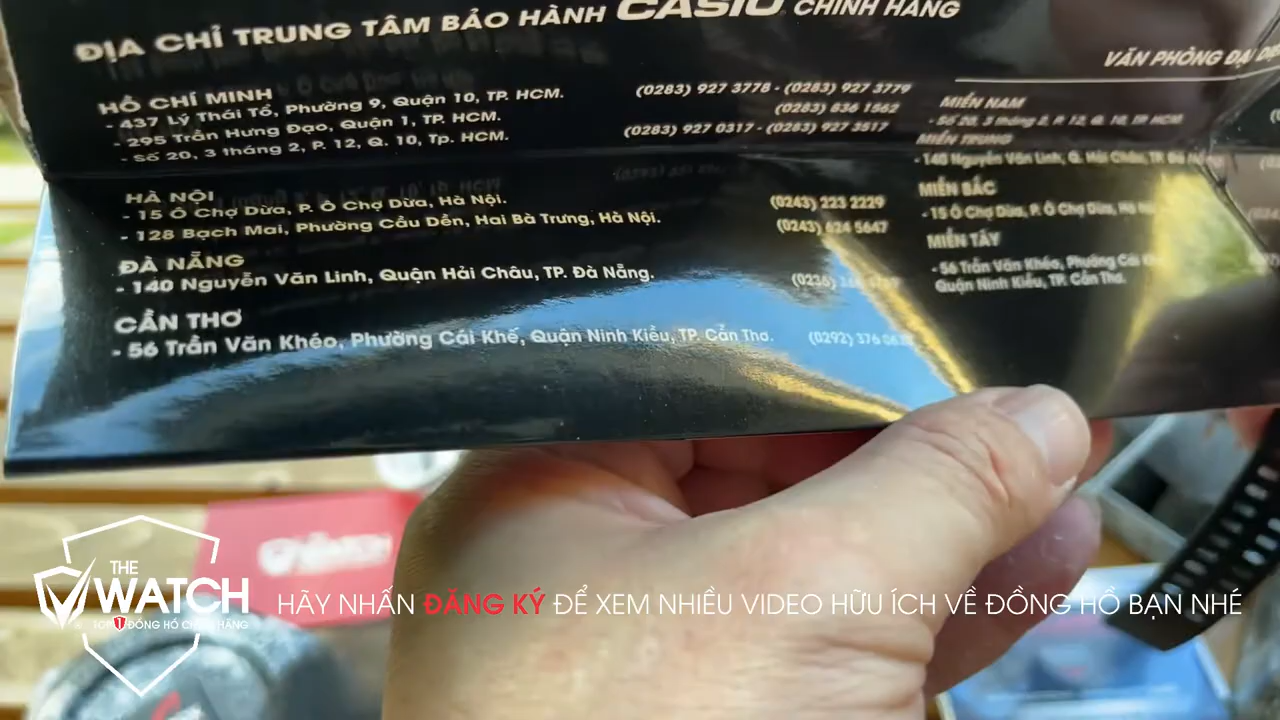 ĐỊA CHỈ TRUNG TÂM BẢO HÀNH CASIO CHÍNH HÃNG
HỒ CHÍ MINH
- 437 Lý Thái Tổ, Phường 9, Quận 10, TP. HCM. (0283) 927 3778 - (0283) 927 3779
- 295 Trần Hưng Đạo, Quận 1, TP. HCM. (0283) 836 1562
- Số 20, 3 tháng 2, P. 12, Q. 10, Tp. HCM. (0283) 927 0317 - (0283) 927 3517
HÀ NỘI
- 15 Ô Chợ Dừa, P. Ô Chợ Dừa, Hà Nội. (0243) 223 2229
- 128 Bạch Mai, Phường Cầu Dền, Hai Bà Trưng, Hà Nội. (0243) 624 5647
ĐÀ NẴNG
- 140 Nguyễn Văn Linh, Quận Hải Châu, TP. Đà Nẵng. (0236)
CẦN THƠ
- 56 Trần Văn Khéo, Phường Cái Khế, Quận Ninh Kiều, TP. Cần Thơ. (0292) 376
VĂN PHÒNG ĐẠI
MIỀN NAM
- Số 20, 3 tháng 2, P. 12, Q. 10, TP. HCM.
MIỀN TRUNG
- 140 Nguyễn Văn Linh, Q. Hải Châu, TP. Đà
MIỀN BẮC
- 15 Ô Chợ Dừa, P. Ô Chợ Dừa, Hà
MIỀN TÂY
- 56 Trần Văn Khéo, Phường Cái
Quận Ninh Kiều, TP. Cần Thơ.
THE
WATCH
TOP 1 ĐỒNG HỒ CHÍNH HÃNG
HÃY NHẤN ĐĂNG KÝ ĐỂ XEM NHIỀU VIDEO HỮU ÍCH VỀ ĐỒNG HỒ BẠN NHÉ